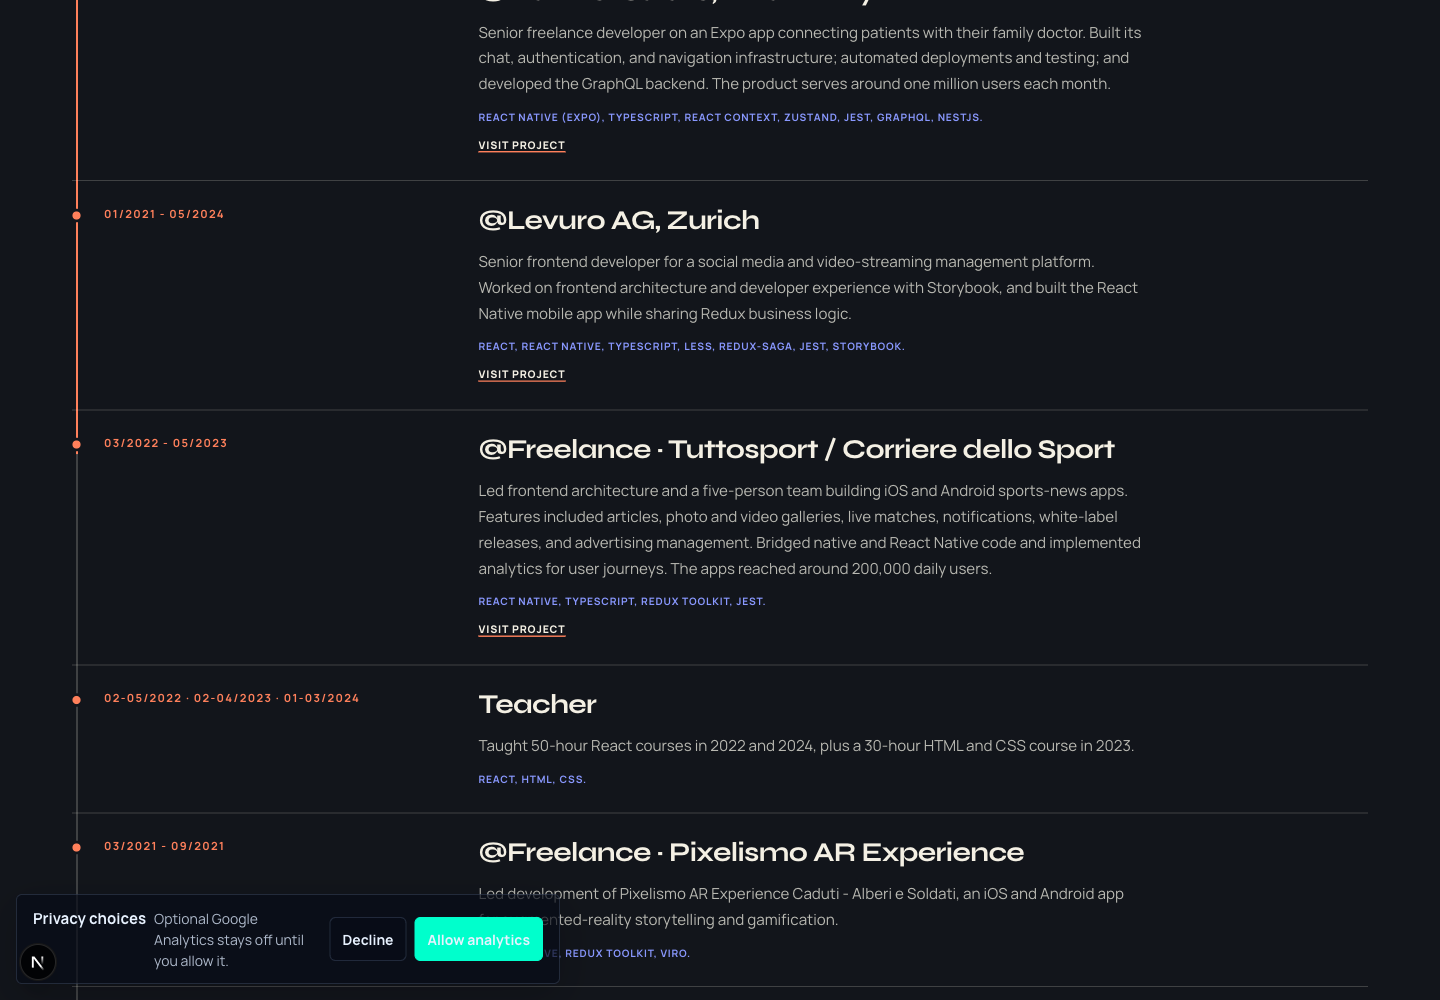 Senior freelance developer on an Expo app connecting patients with their family doctor. Built its
chat, authentication, and navigation infrastructure; automated deployments and testing; and
developed the GraphQL backend. The product serves around one million users each month.
REACT NATIVE (EXPO), TYPESCRIPT, REACT CONTEXT, ZUSTAND, JEST, GRAPHQL, NESTJS.
VISIT PROJECT
01/2021 - 05/2024
@Levuro AG, Zurich
Senior frontend developer for a social media and video-streaming management platform.
Worked on frontend architecture and developer experience with Storybook, and built the React
Native mobile app while sharing Redux business logic.
REACT, REACT NATIVE, TYPESCRIPT, LESS, REDUX-SAGA, JEST, STORYBOOK.
VISIT PROJECT
03/2022 - 05/2023
@Freelance · Tuttosport / Corriere dello Sport
Led frontend architecture and a five-person team building iOS and Android sports-news apps.
Features included articles, photo and video galleries, live matches, notifications, white-label
releases, and advertising management. Bridged native and React Native code and implemented
analytics for user journeys. The apps reached around 200,000 daily users.
REACT NATIVE, TYPESCRIPT, REDUX TOOLKIT, JEST.
VISIT PROJECT
02-05/2022 · 02-04/2023 · 01-03/2024
Teacher
Taught 50-hour React courses in 2022 and 2024, plus a 30-hour HTML and CSS course in 2023.
REACT, HTML, CSS.
03/2021 - 09/2021
@Freelance · Pixelismo AR Experience
Led development of Pixelismo AR Experience Caduti - Alberi e Soldati, an iOS and Android app
storytelling and gamification.
REDUX TOOLKIT, VIRO.
Privacy choices
Optional Google
Analytics stays off until
you allow it.
Decline
Allow analytics
N